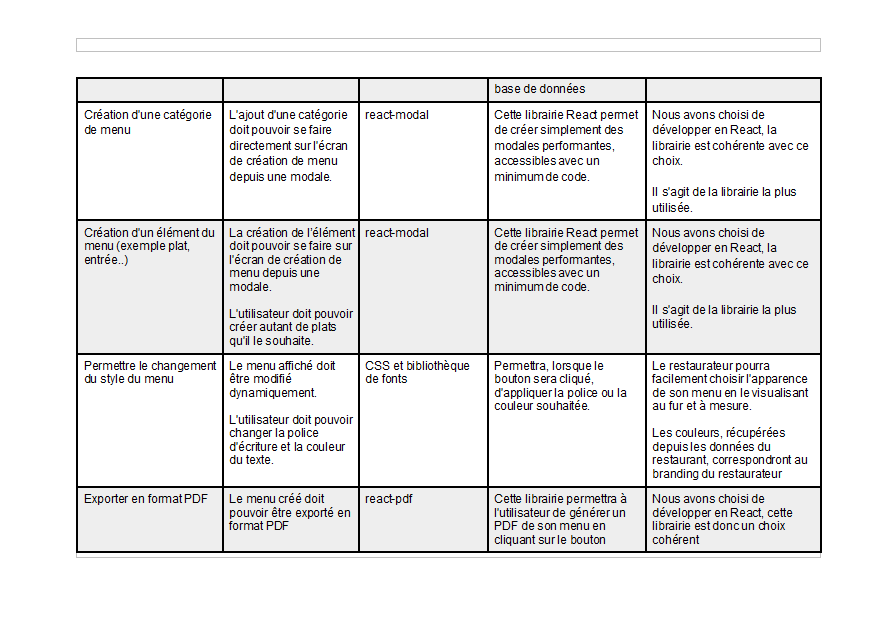 base de données
Création d'une catégorie
de menu
L'ajout d'une catégorie
doit pouvoir se faire
directement sur l'écran
de création de menu
depuis une modale.
react-modal
Cette librairie React permet
de créer simplement des
modales performantes,
accessibles avec un
minimum de code.
Nous avons choisi de
développer en React, la
librairie est cohérente avec ce
choix.
Il s'agit de la librairie la plus
utilisée.
Création d'un élément du
menu (exemple plat,
entrée..)
La création de l'élément
doit pouvoir se faire sur
l'écran de création de
menu depuis une
modale.
L'utilisateur doit pouvoir
créer autant de plats
qu'il le souhaite.
react-modal
Cette librairie React permet
de créer simplement des
modales performantes,
accessibles avec un
minimum de code.
Nous avons choisi de
développer en React, la
librairie est cohérente avec ce
choix.
Il s'agit de la librairie la plus
utilisée.
Permettre le changement
du style du menu
Le menu affiché doit
être modifié
dynamiquement.
L'utilisateur doit pouvoir
changer la police
d'écriture et la couleur
du texte.
CSS et bibliothèque
de fonts
Permettra, lorsque le
bouton sera cliqué,
d'appliquer la police ou la
couleur souhaitée.
Le restaurateur pourra
facilement choisir l'apparence
de son menu en le visualisant
au fur et à mesure.
Les couleurs, récupérées
depuis les données du
restaurant, correspondront au
branding du restaurateur
Exporter en format PDF
Le menu créé doit
pouvoir être exporté en
format PDF
react-pdf
Cette librairie permettra à
l'utilisateur de générer un
PDF de son menu en
cliquant sur le bouton
Nous avons choisi de
développer en React, cette
librairie est donc un choix
cohérent